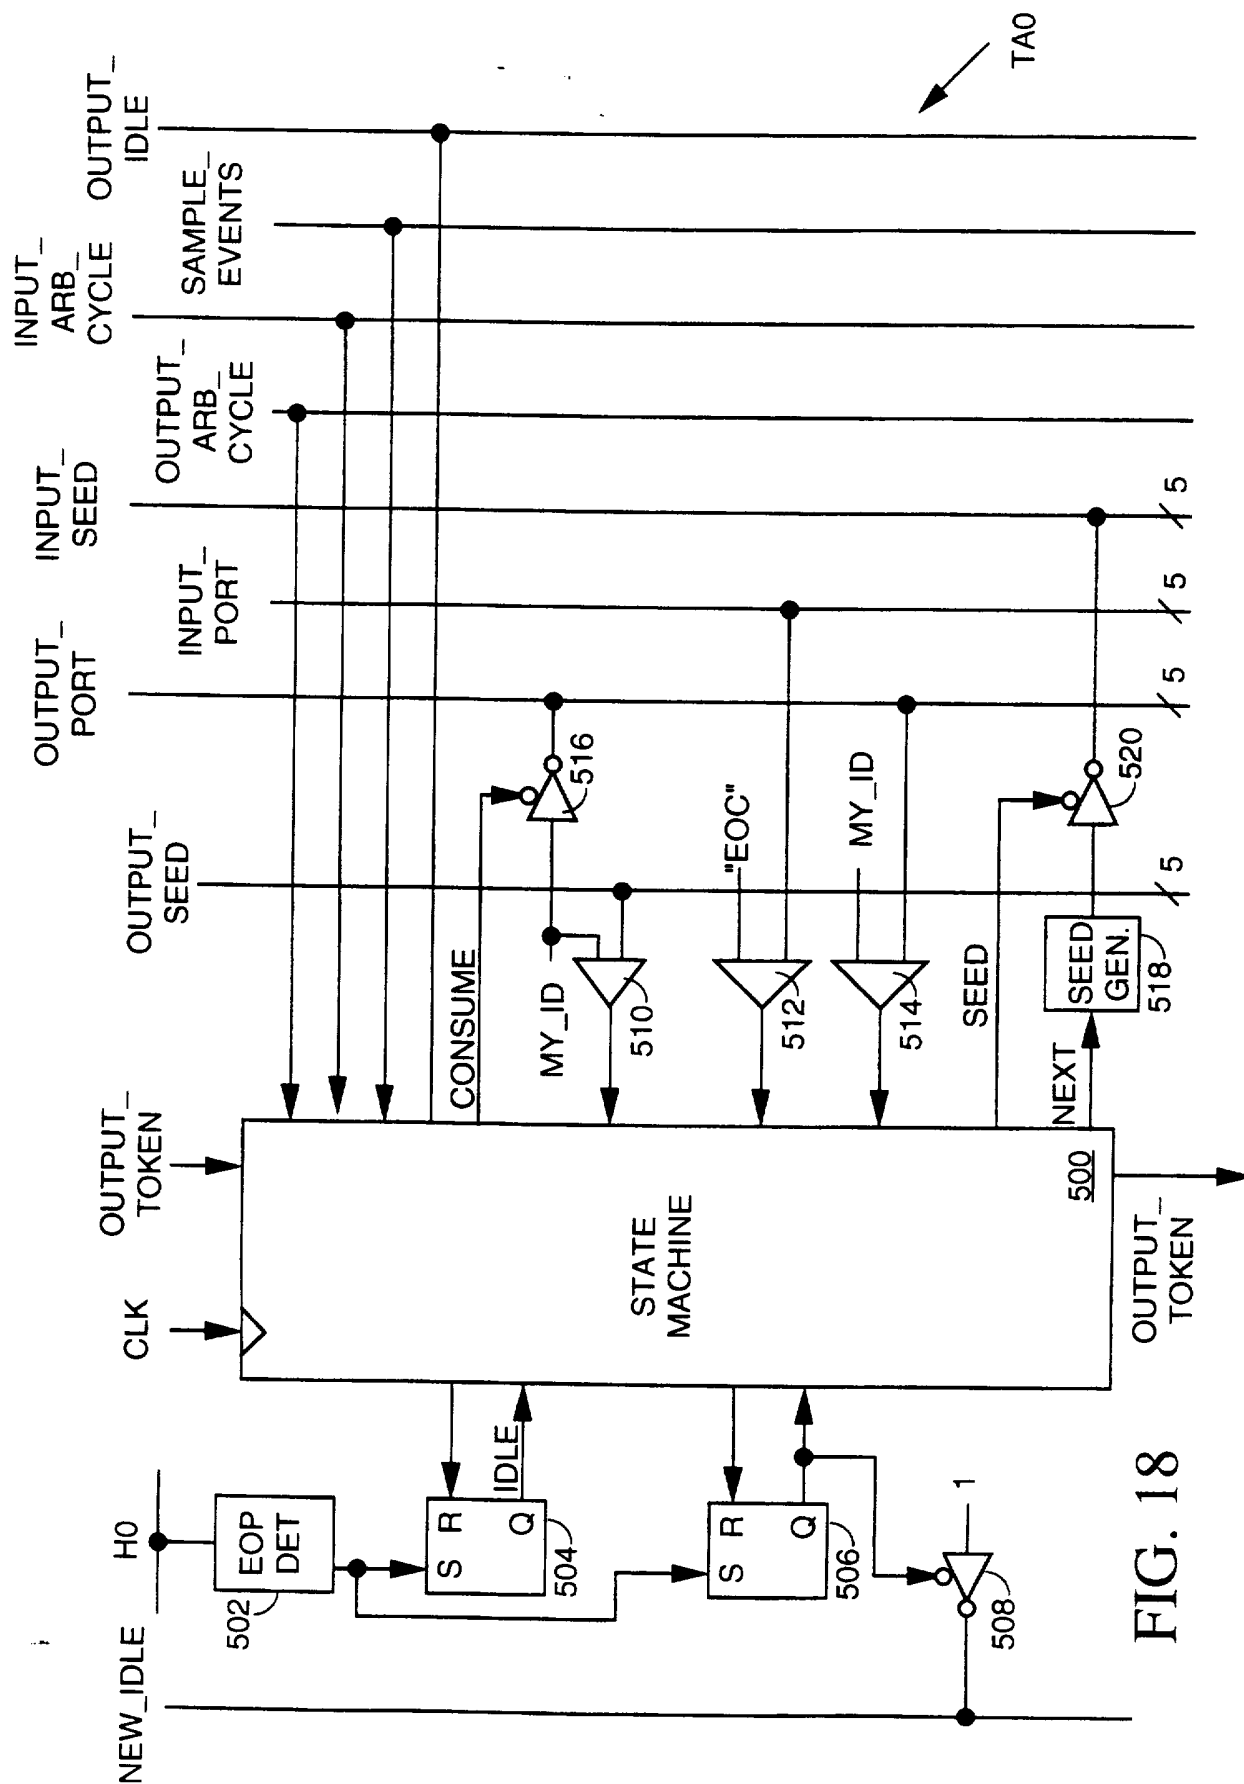 NEW_IDLE
H0
CLK
OUTPUT_
TOKEN
OUTPUT_
SEED
OUTPUT_
PORT
INPUT_
PORT
INPUT_
SEED
OUTPUT_
ARB_
CYCLE
INPUT_
ARB_
CYCLE
SAMPLE_
EVENTS
OUTPUT_
IDLE
EOP
DET
502
S
R
Q
504
IDLE
S
R
Q
506
1
508
STATE
MACHINE
500
CONSUME
MY_ID
510
516
"EOC"
512
MY_ID
514
SEED
NEXT
SEED
GEN.
518
520
5
5
5
5
OUTPUT_
TOKEN
TA0
FIG. 18